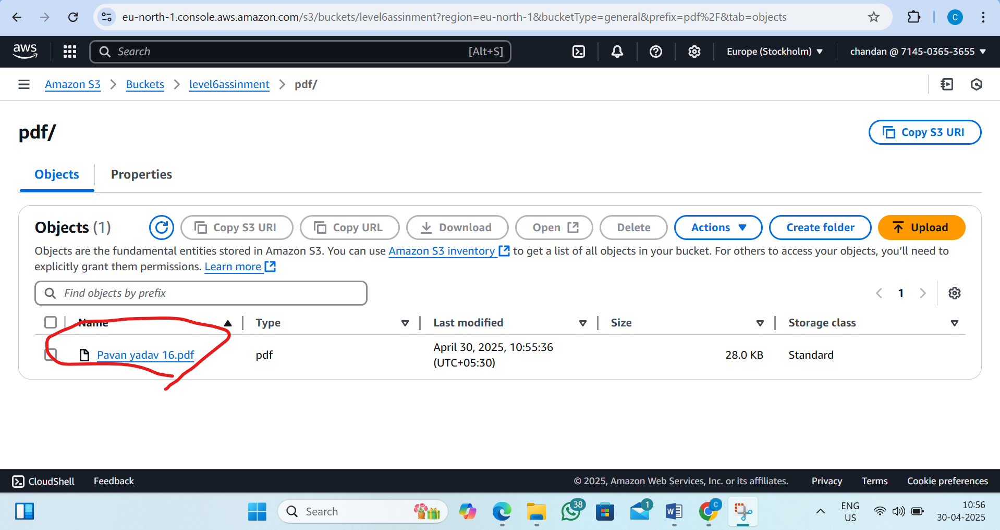 eu-north-1.console.aws.amazon.com/s3/buckets/level6assinment?region=eu-north-1&bucketType=general&prefix=pdf%2F&tab=objects
C
aws
Search
[Alt+S]
Europe (Stockholm)
chandan @ 7145-0365-3655
Amazon S3
Buckets
level6assinment
pdf/
pdf/
Copy S3 URI
Objects
Properties
Objects (1)
Copy S3 URI
Copy URL
Download
Open
Delete
Actions
Create folder
Upload
Objects are the fundamental entities stored in Amazon S3. You can use Amazon S3 inventory to get a list of all objects in your bucket. For others to access your objects, you’ll need to
explicitly grant them permissions. Learn more
Find objects by prefix
1
Name
Type
Last modified
Size
Storage class
Pavan yadav 16.pdf
pdf
April 30, 2025, 10:55:36
(UTC+05:30)
28.0 KB
Standard
CloudShell
Feedback
© 2025, Amazon Web Services, Inc. or its affiliates.
Privacy
Terms
Cookie preferences
Search
38
1
W
C
ENG
US
10:56
30-04-2025